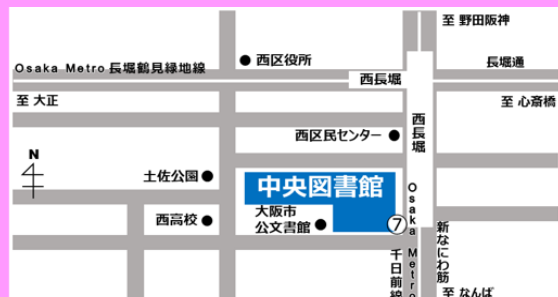 至 野田阪神
西区役所
長堀通
Osaka Metro 長堀鶴見緑地線
西長堀
至 大正
至 心斎橋
西長堀
西区民センター
N
土佐公園
中央図書館
大阪市
公文書館
西高校
⑦
Osaka Metro
千日前線
新なにわ筋
至 なんば